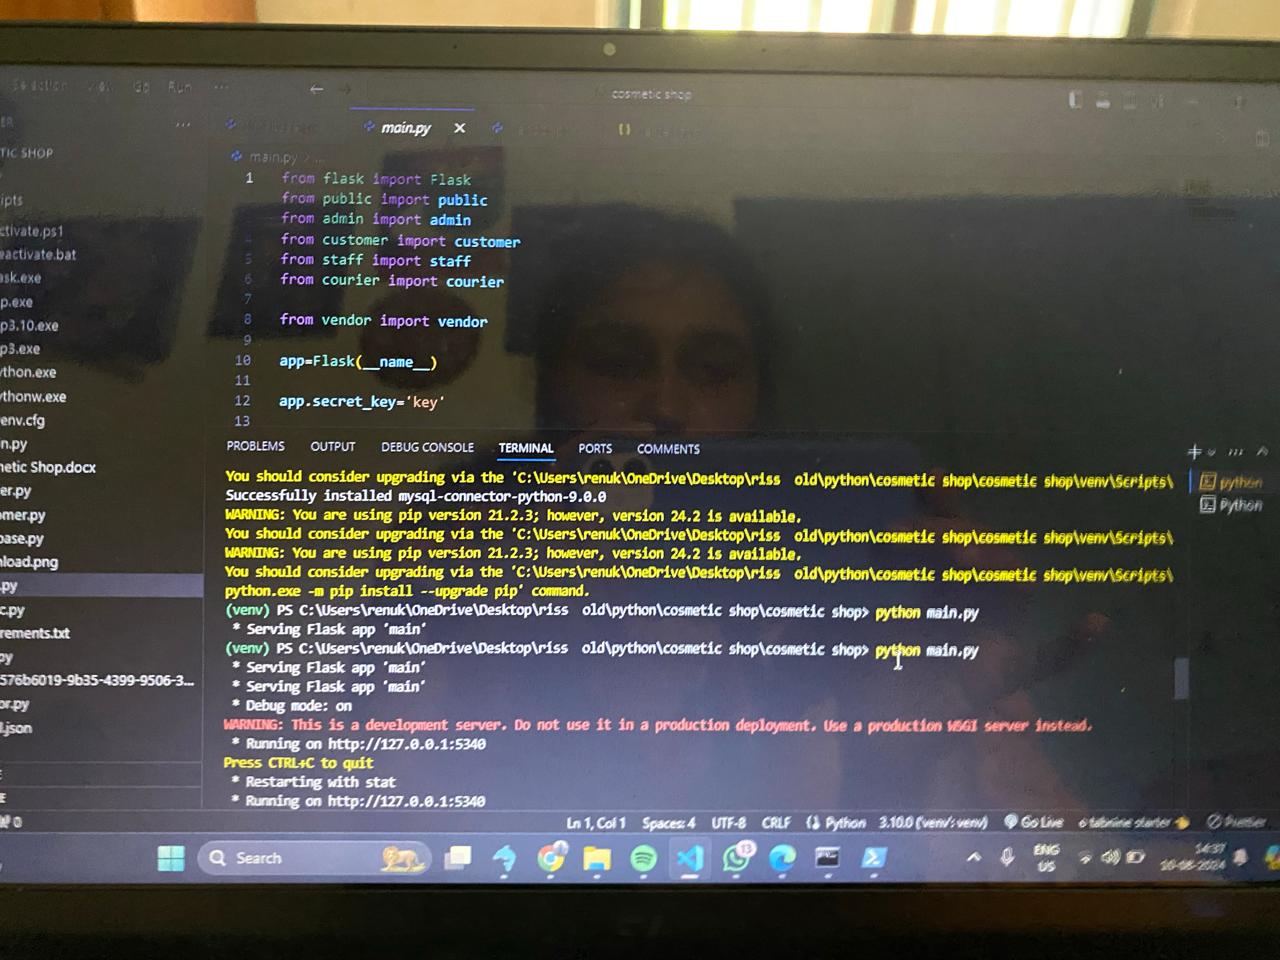 Go Run ...
cosmetic shop
main.py
TIC SHOP
main.py > ...
1 from flask import Flask
from public import public
from admin import admin
4 from customer import customer
5 from staff import staff
6 from courier import courier
7
8 from vendor import vendor
9
10 app=Flask(__name__)
11
12 app.secret_key='key'
13
ipts
ctivate.ps1
eactivate.bat
ask.exe
p.exe
p3.10.exe
p3.exe
thon.exe
ythonw.exe
env.cfg
n.py
netic Shop.docx
er.py
omer.py
base.py
nload.png
.py
c.py
rements.txt
py
576b6019-9b35-4399-9506-3...
or.py
l.json
PROBLEMS OUTPUT DEBUG CONSOLE TERMINAL PORTS COMMENTS
You should consider upgrading via the 'C:\Users\renuk\OneDrive\Desktop\riss old\python\cosmetic shop\cosmetic shop\venv\Scripts\
Successfully installed mysql-connector-python-9.0.0
WARNING: You are using pip version 21.2.3; however, version 24.2 is available.
You should consider upgrading via the 'C:\Users\renuk\OneDrive\Desktop\riss old\python\cosmetic shop\cosmetic shop\venv\Scripts\
WARNING: You are using pip version 21.2.3; however, version 24.2 is available.
You should consider upgrading via the 'C:\Users\renuk\OneDrive\Desktop\riss old\python\cosmetic shop\cosmetic shop\venv\Scripts\
python.exe -m pip install --upgrade pip' command.
(venv) PS C:\Users\renuk\OneDrive\Desktop\riss old\python\cosmetic shop\cosmetic shop> python main.py
* Serving Flask app 'main'
(venv) PS C:\Users\renuk\OneDrive\Desktop\riss old\python\cosmetic shop\cosmetic shop> python main.py
* Serving Flask app 'main'
* Serving Flask app 'main'
* Debug mode: on
WARNING: This is a development server. Do not use it in a production deployment. Use a production WSGI server instead.
* Running on http://127.0.0.1:5340
Press CTRL+C to quit
* Restarting with stat
* Running on http://127.0.0.1:5340
python
Python
Ln 1, Col 1 Spaces: 4 UTF-8 CRLF Python 3.10.0 ('venv': venv) Go Live tabnine starter Prettier
Search
13
ENG
US
14:37
10-08-2024